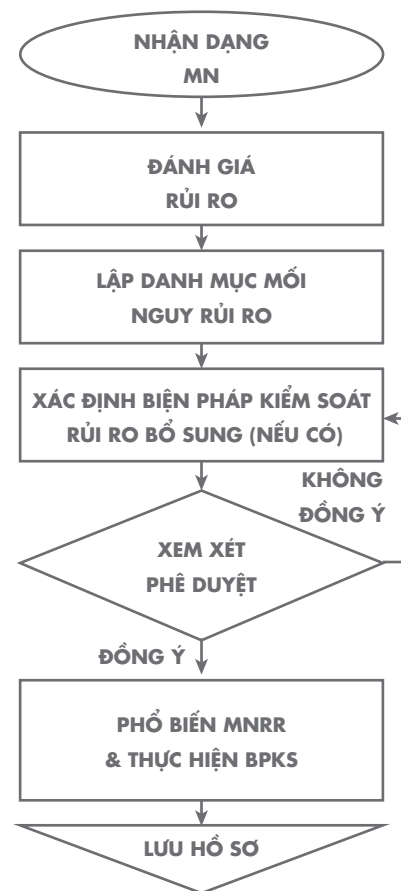 NHẬN DẠNG
MN
ĐÁNH GIÁ
RỦI RO
LẬP DANH MỤC MỐI
NGUY RỦI RO
XÁC ĐỊNH BIỆN PHÁP KIỂM SOÁT
RỦI RO BỔ SUNG (NẾU CÓ)
KHÔNG
ĐỒNG Ý
XEM XÉT
PHÊ DUYỆT
ĐỒNG Ý
PHỔ BIẾN MNRR
& THỰC HIỆN BPKS
LƯU HỒ SƠ